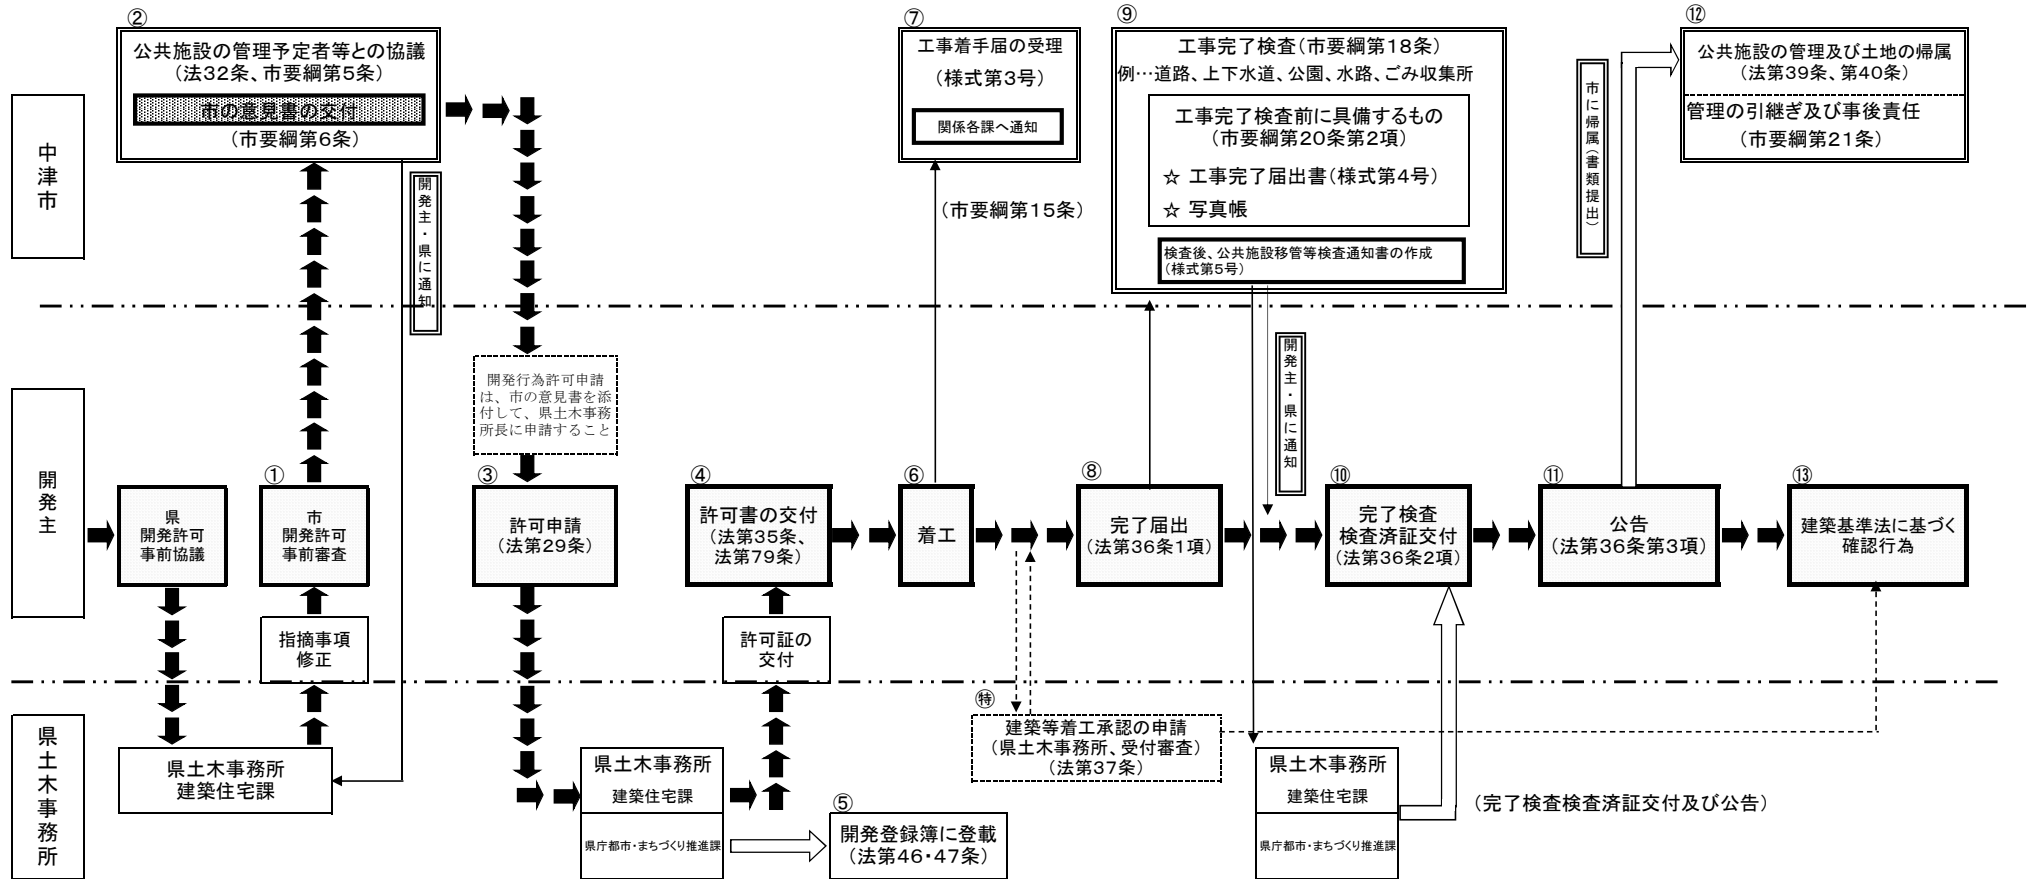 中津市
②
公共施設の管理予定者等との協議
(法32条、市要綱第5条)
市の意見書の交付
(市要綱第6条)
開発主・県に通知
⑦
工事着手届の受理
(様式第3号)
関係各課へ通知
(市要綱第15条)
⑨
工事完了検査(市要綱第18条)
例…道路、上下水道、公園、水路、ごみ収集所
工事完了検査前に具備するもの
(市要綱第20条第2項)
☆ 工事完了届出書(様式第4号)
☆ 写真帳
検査後、公共施設移管等検査通知書の作成
(様式第5号)
市に帰属(書類提出)
⑫
公共施設の管理及び土地の帰属
(法第39条、第40条)
管理の引継ぎ及び事後責任
(市要綱第21条)
開発主
県
開発許可
事前協議
①
市
開発許可
事前審査
指摘事項
修正
開発行為許可申請
は、市の意見書を添
付して、県土木事務
所長に申請すること
③
許可申請
(法第29条)
④
許可書の交付
(法第35条、
法第79条)
許可証の
交付
⑥
着工
⑧
完了届出
(法第36条1項)
開発主・県に通知
⑩
完了検査
検査済証交付
(法第36条2項)
⑪
公告
(法第36条第3項)
⑬
建築基準法に基づく
確認行為
県土木事務所
県土木事務所
建築住宅課
県土木事務所
建築住宅課
県庁都市・まちづくり推進課
⑤
開発登録簿に登載
(法第46・47条)
㊕
建築等着工承認の申請
(県土木事務所、受付審査)
(法第37条)
県土木事務所
建築住宅課
県庁都市・まちづくり推進課
(完了検査検査済証交付及び公告)